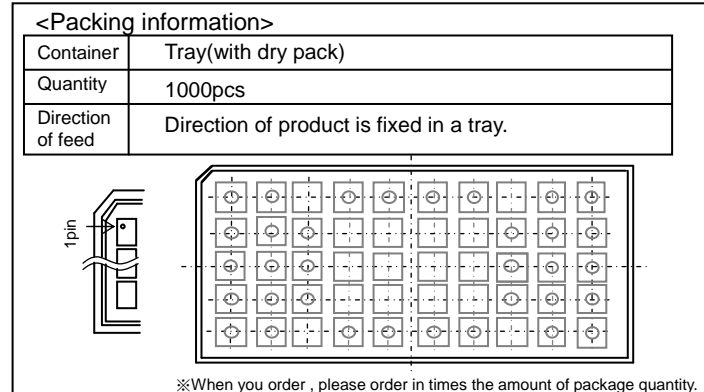 <Packing information>
Container Tray(with dry pack)
Quantity 1000pcs
Direction of feed Direction of product is fixed in a tray.
1pin
※When you order , please order in times the amount of package quantity.